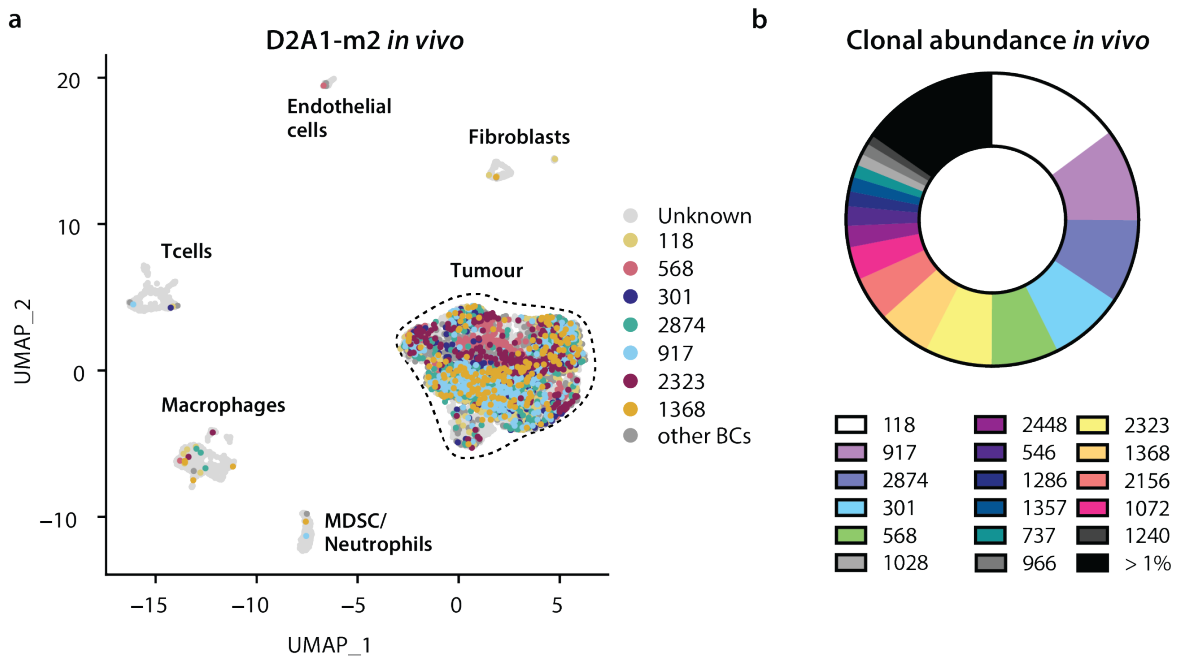 a
D2A1-m2 in vivo
20
10
0
−10
UMAP_2
−15
−10
−5
0
5
UMAP_1
Endothelial
cells
Fibroblasts
Tcells
Tumour
Macrophages
MDSC/
Neutrophils
Unknown
118
568
301
2874
917
2323
1368
other BCs
b
Clonal abundance in vivo
118
917
2874
301
568
1028
2448
546
1286
1357
737
966
2323
1368
2156
1072
1240
> 1%